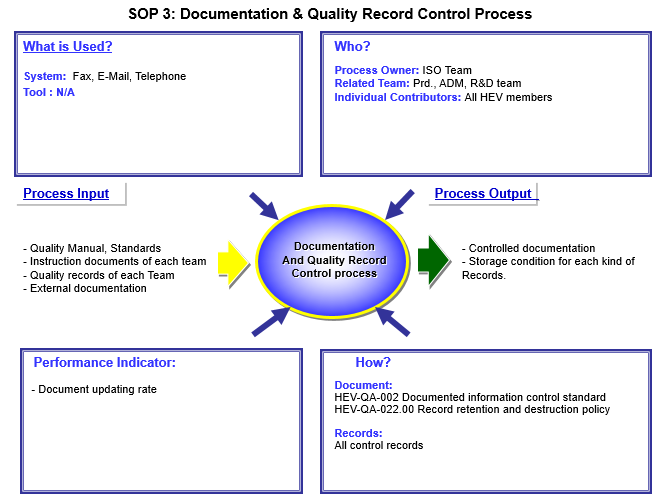 SOP 3: Documentation & Quality Record Control Process
What is Used?
System: Fax, E-Mail, Telephone
Tool : N/A
Who?
Process Owner: ISO Team
Related Team: Prd., ADM, R&D team
Individual Contributors: All HEV members
Process Input
- Quality Manual, Standards
- Instruction documents of each team
- Quality records of each Team
- External documentation
Documentation
And Quality Record
Control process
Process Output
- Controlled documentation
- Storage condition for each kind of
Records.
Performance Indicator:
- Document updating rate
How?
Document:
HEV-QA-002 Documented information control standard
HEV-QA-022.00 Record retention and destruction policy
Records:
All control records